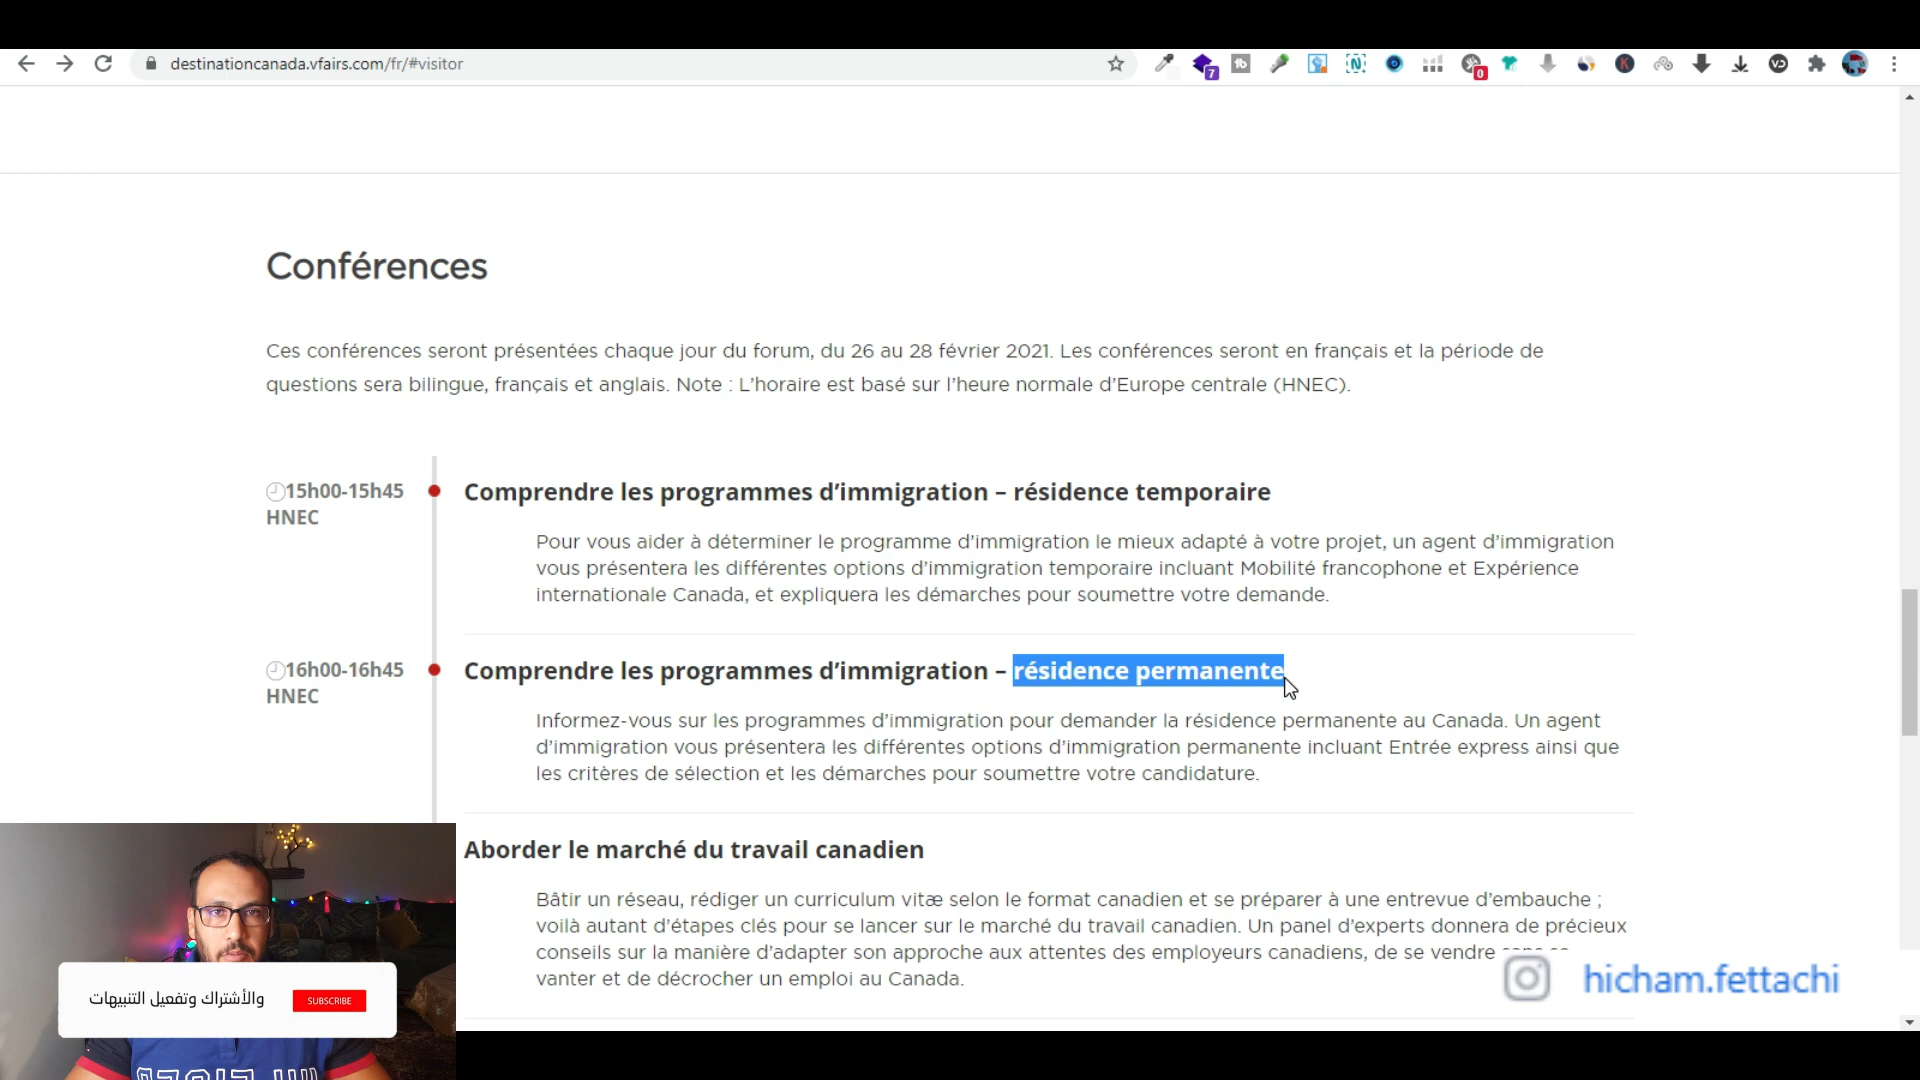 destinationcanada.vfairs.com/fr/#visitor
Conférences
Ces conférences seront présentées chaque jour du forum, du 26 au 28 février 2021. Les conférences seront en français et la période de
questions sera bilingue, français et anglais. Note : L’horaire est basé sur l’heure normale d’Europe centrale (HNEC).
15h00-15h45
HNEC
Comprendre les programmes d’immigration – résidence temporaire
Pour vous aider à déterminer le programme d’immigration le mieux adapté à votre projet, un agent d’immigration
vous présentera les différentes options d’immigration temporaire incluant Mobilité francophone et Expérience
internationale Canada, et expliquera les démarches pour soumettre votre demande.
16h00-16h45
HNEC
Comprendre les programmes d’immigration – résidence permanente
Informez-vous sur les programmes d’immigration pour demander la résidence permanente au Canada. Un agent
d’immigration vous présentera les différentes options d’immigration permanente incluant Entrée express ainsi que
les critères de sélection et les démarches pour soumettre votre candidature.
Aborder le marché du travail canadien
Bâtir un réseau, rédiger un curriculum vitæ selon le format canadien et se préparer à une entrevue d’embauche ;
voilà autant d’étapes clés pour se lancer sur le marché du travail canadien. Un panel d’experts donnera de précieux
conseils sur la manière d’adapter son approche aux attentes des employeurs canadiens, de se vendre
vanter et de décrocher un emploi au Canada.
والأشتراك وتفعيل التنبيهات
SUBSCRIBE
hicham.fettachi
7
0